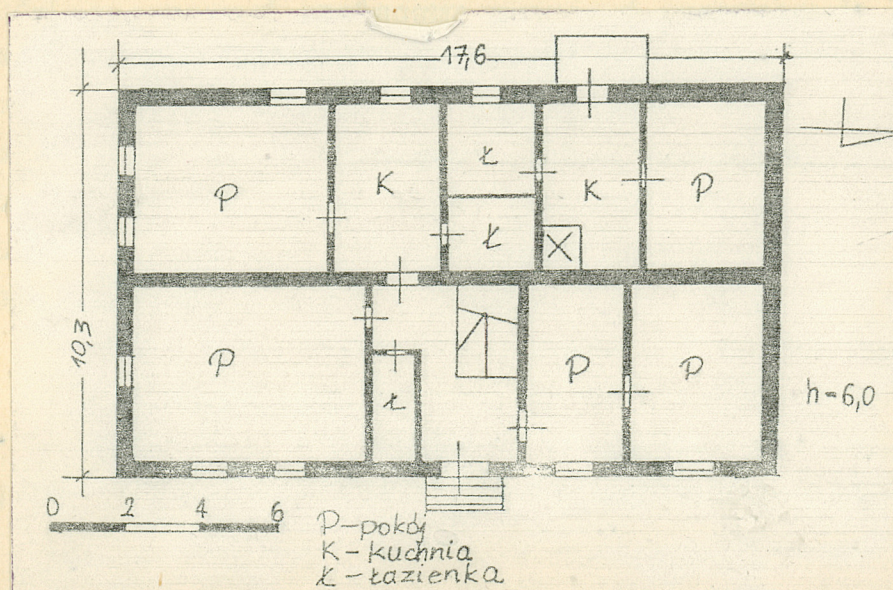 17,6
P
K
Ł
K
P
Ł
10,3
P
P
P
Ł
h=6,0
0 2 4 6
P-pokój
K-kuchnia
Ł-łazienka